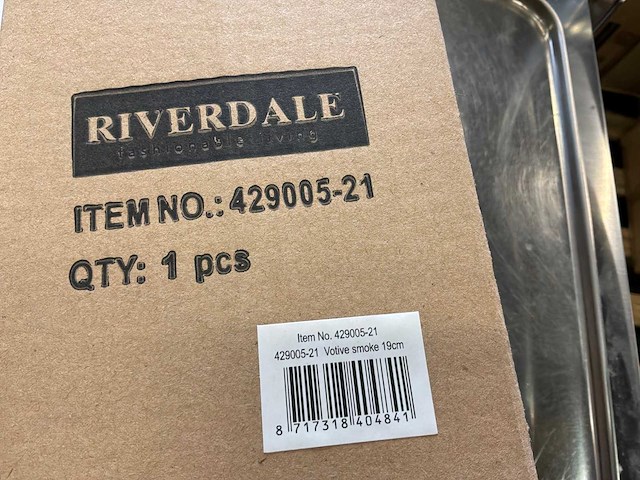 RIVERDALE
fashionable living
ITEM NO.: 429005-21
QTY: 1 pcs
Item No. 429005-21
429005-21 Votive smoke 19cm
8 717318 404841